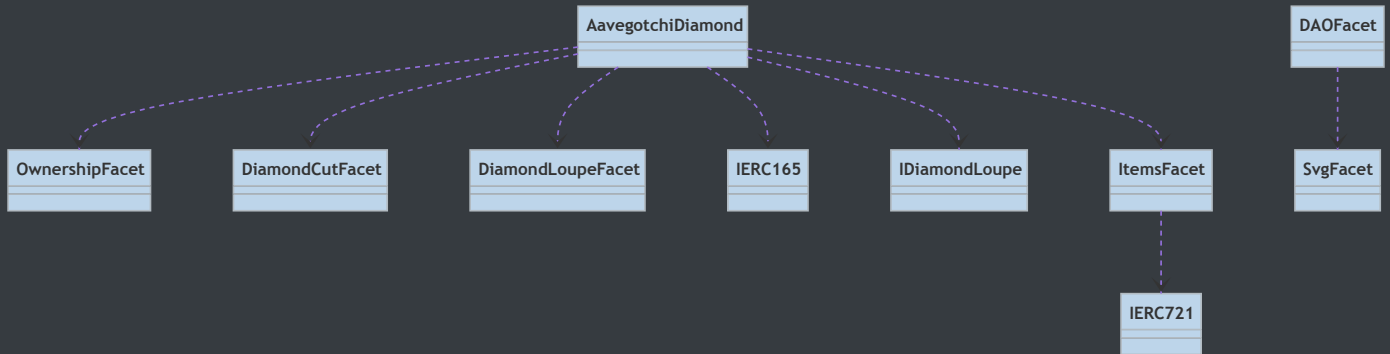 AavegotchiDiamond
DAOFacet
OwnershipFacet
DiamondCutFacet
DiamondLoupeFacet
IERC165
IDiamondLoupe
ItemsFacet
SvgFacet
IERC721